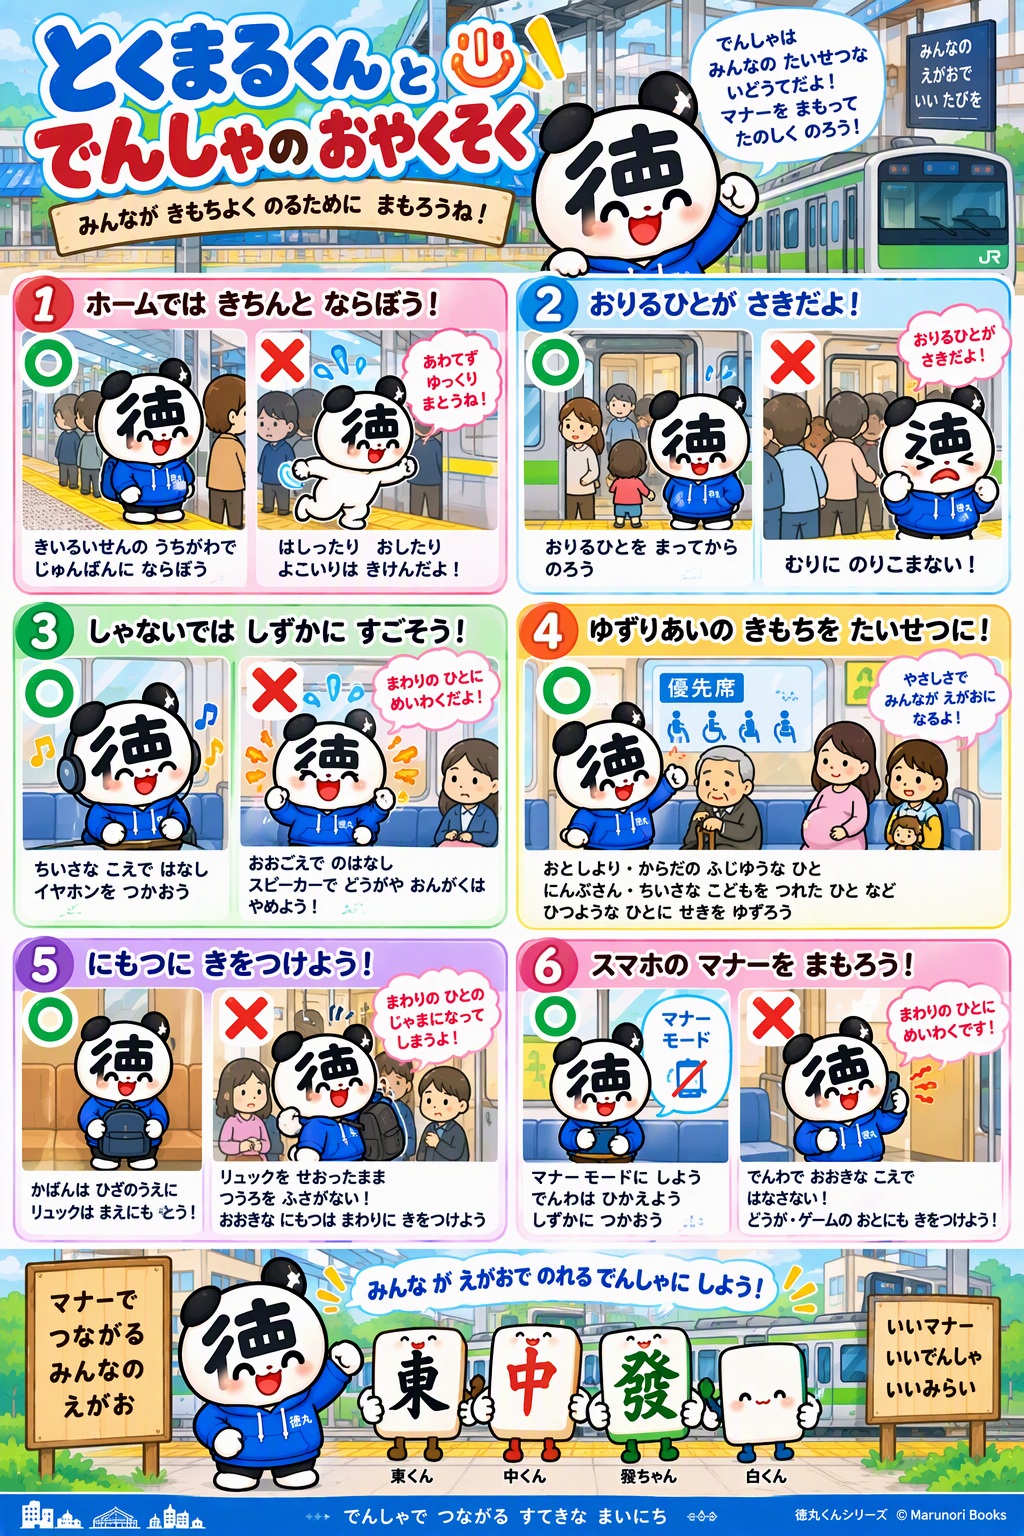 とくまるくんと
でんしゃのおやくそく
みんなが きもちよく のるために まもろうね！
でんしゃは
みんなの たいせつな
いどうてだよ！
マナーを まもって
たのしく のろう！
みんなの
えがおで
いい たびを
JR
徳
1 ホームでは きちんと ならぼう！
あわてず
ゆっくり
まとうね！
徳
徳
きいろいせんの うちがわで
じゅんばんに ならぼう
はしったり おしたり
よこいりは きけんだよ！
2 おりるひとが さきだよ！
おりるひとが
さきだよ！
徳
徳
おりるひとを まってから
のろう
むりに のりこまない！
3 しゃないでは しずかに すごそう！
まわりの ひとに
めいわくだよ！
徳
徳
ちいさな こえで はなし
イヤホンを つかおう
おおごえで のはなし
スピーカーで どうがや おんがくは
やめよう！
4 ゆずりあいの きもちを たいせつに！
優先席
やさしさで
みんなが えがおに
なるよ！
徳
おとしより・からだの ふじゆうな ひと
にんぷさん・ちいさな こどもを つれた ひと など
ひつような ひとに せきを ゆずろう
5 にもつに きをつけよう！
まわりの ひとの
じゃまになって
しまうよ！
徳
徳
かばんは ひざのうえに
リュックは まえにも とう！
リュックを せおったまま
つうろを ふさがない！
おおきな にもつは まわりに きをつけよう
6 スマホの マナーを まもろう！
マナー
モード
まわりの ひとに
めいわくです！
徳
徳
マナーモードに しよう
でんわは ひかえよう
しずかに つかおう
でんわで おおきな こえで
はなさない！
どうが・ゲームの おとにも きをつけよう！
みんな が えがおで のれる でんしゃに しよう！
マナーで
つながる
みんなの
えがお
徳
徳丸
東
中
發
東くん
中くん
發ちゃん
白くん
いいマナー
いいでんしゃ
いいみらい
でんしゃで つながる すてきな まいにち
徳丸くんシリーズ © Marunori Books